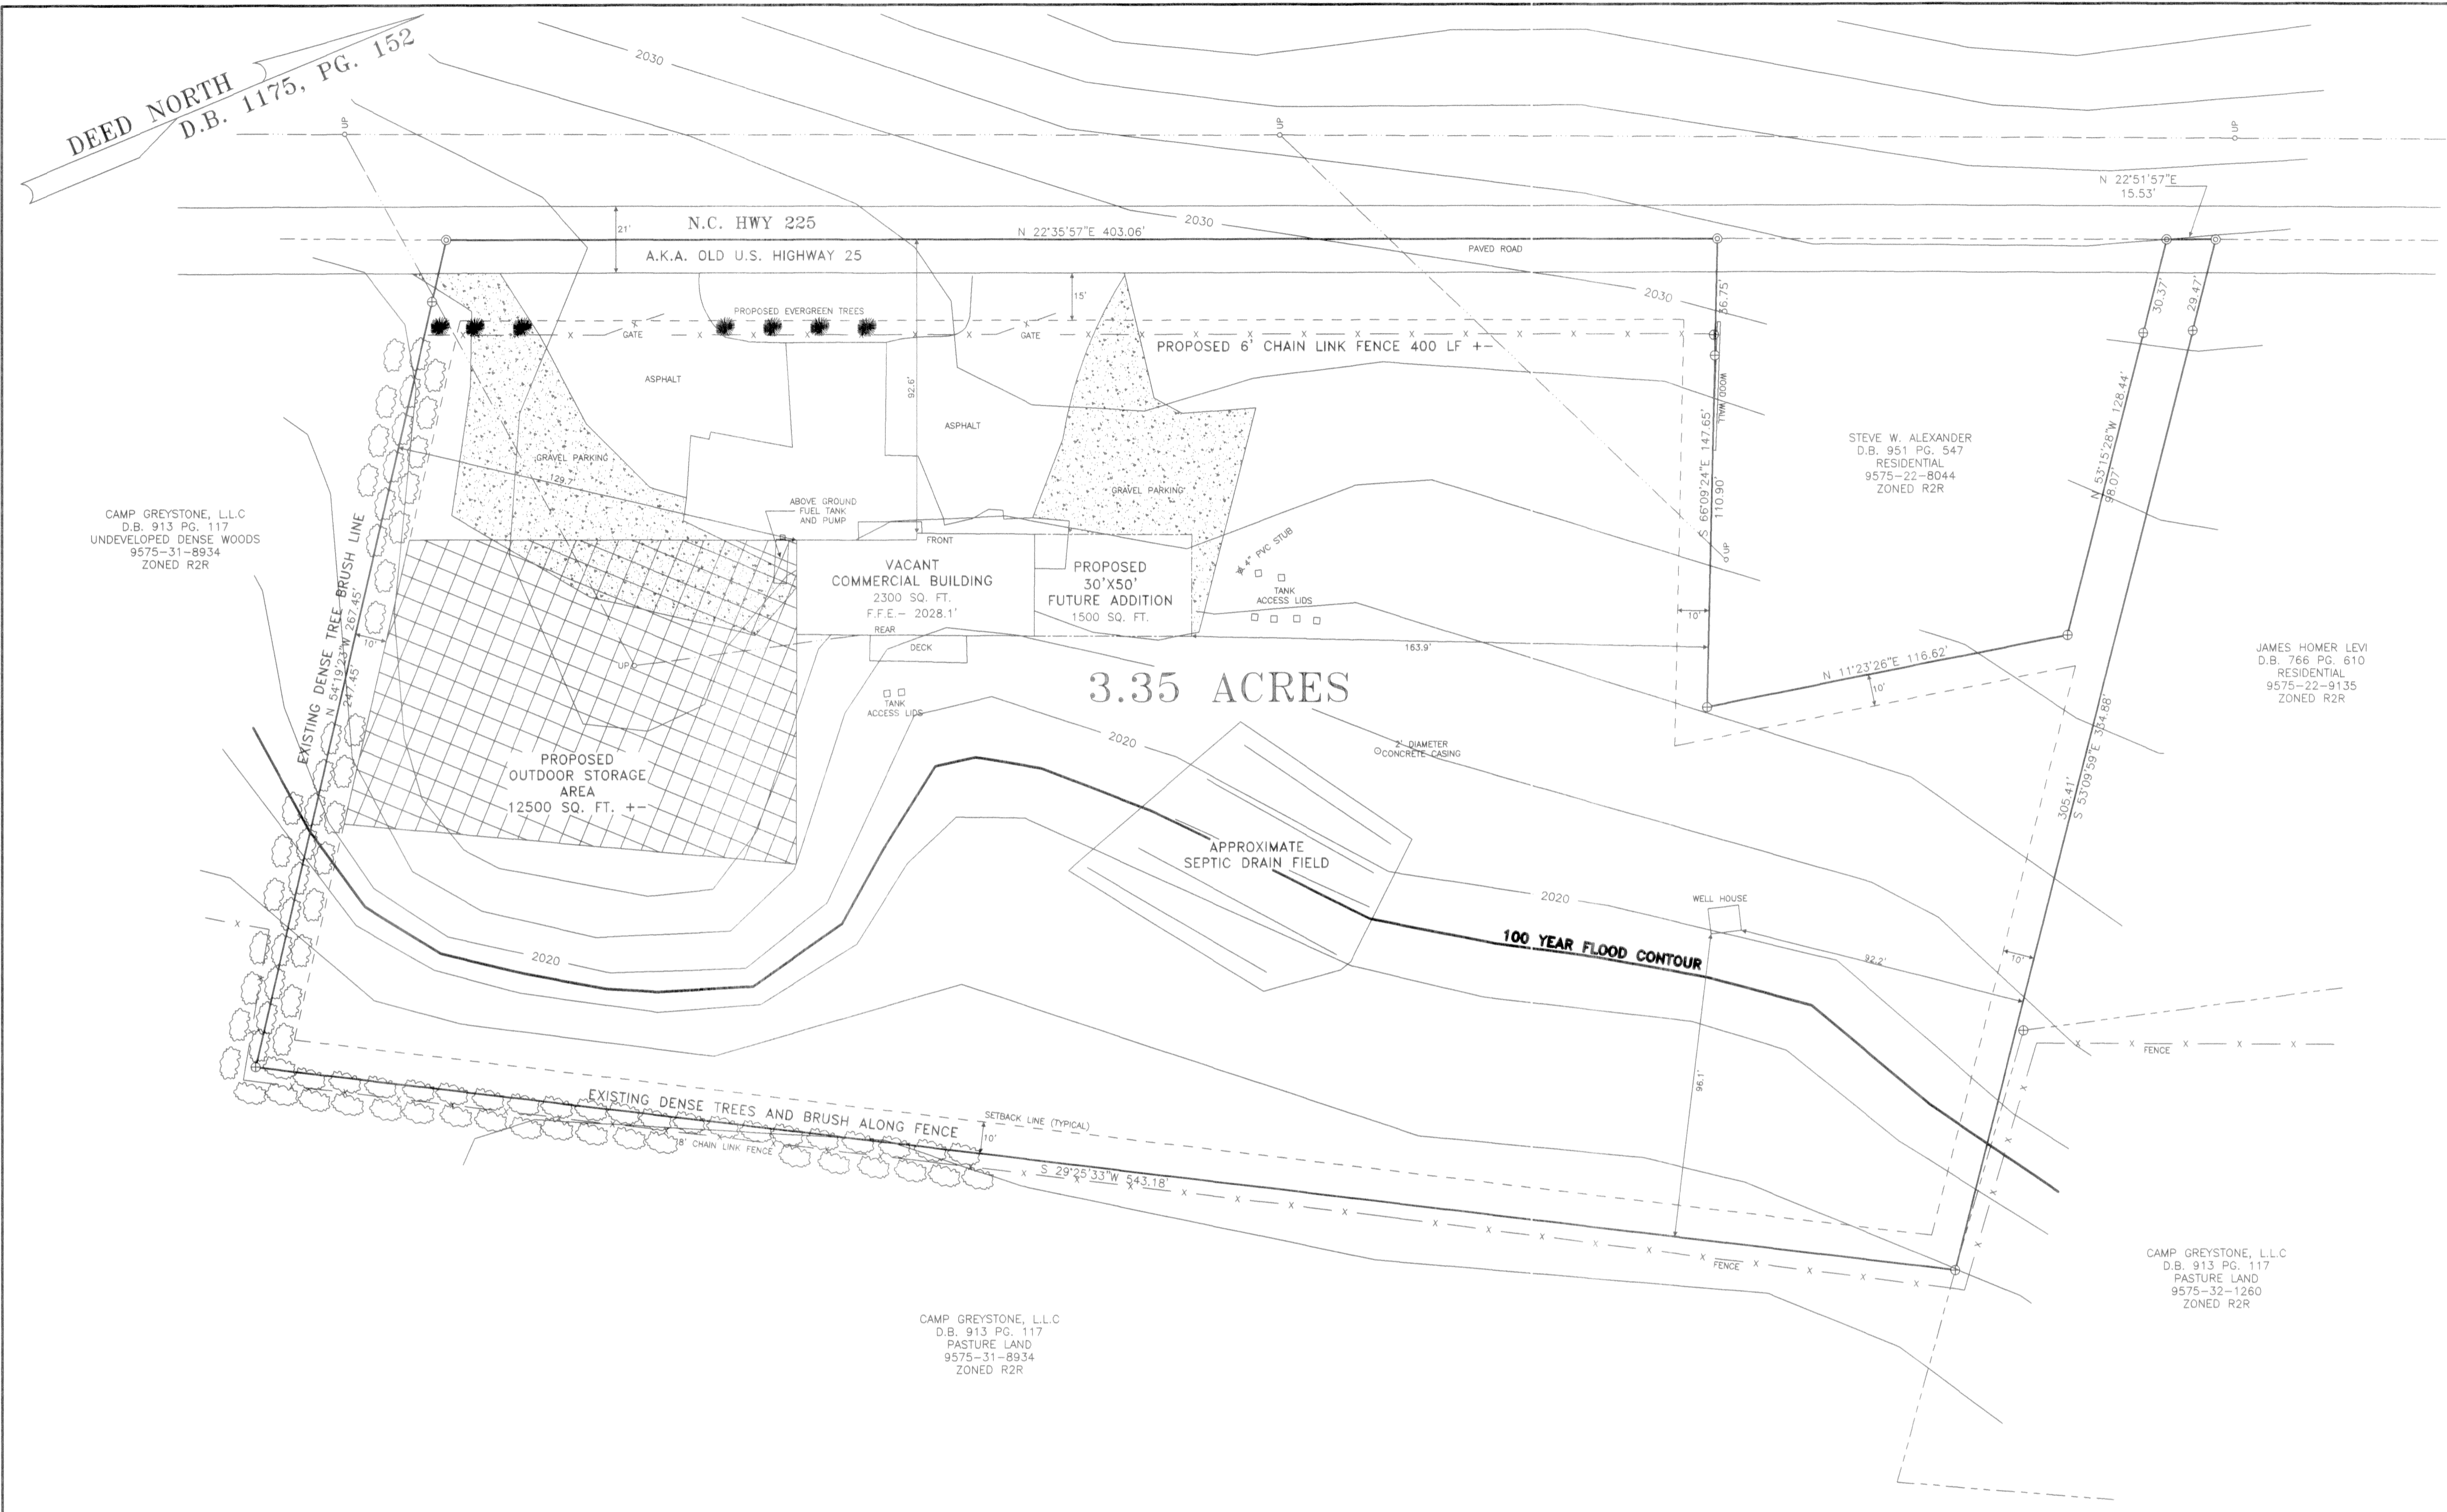 DEED NORTH
D.B. 1175, PG. 152
2030
UP
UP
UP
N 22°51'57"E
15.53'
21'
N.C. HWY 225
N 22°35'57"E 403.06'
2030
PAVED ROAD
A.K.A. OLD U.S. HIGHWAY 25
2030
15'
PROPOSED EVERGREEN TREES
GATE
GATE
PROPOSED 6' CHAIN LINK FENCE 400 LF +-
36.75'
30.37'
29.47'
WOOD WALL
ASPHALT
92.6'
ASPHALT
S 66°09'24"E 147.65'
110.90'
N 53°15'28"W 128.44'
98.07'
STEVE W. ALEXANDER
D.B. 951 PG. 547
RESIDENTIAL
9575-22-8044
ZONED R2R
GRAVEL PARKING
129.7'
GRAVEL PARKING
ABOVE GROUND
FUEL TANK
AND PUMP
CAMP GREYSTONE, L.L.C
D.B. 913 PG. 117
UNDEVELOPED DENSE WOODS
9575-31-8934
ZONED R2R
EXISTING DENSE TREE BRUSH LINE
N 54°19'23"W 267.45'
247.45'
10'
FRONT
VACANT
COMMERCIAL BUILDING
2300 SQ. FT.
F.F.E.- 2028.1'
REAR
PROPOSED
30'X50'
FUTURE ADDITION
1500 SQ. FT.
4" PVC STUB
TANK
ACCESS LIDS
UP
10'
DECK
UP
163.9'
N 11°23'26"E 116.62'
10'
JAMES HOMER LEVI
D.B. 766 PG. 610
RESIDENTIAL
9575-22-9135
ZONED R2R
3.35 ACRES
TANK
ACCESS LIDS
2020
2' DIAMETER
CONCRETE CASING
PROPOSED
OUTDOOR STORAGE
AREA
12500 SQ. FT. +-
305.41'
S 53°09'59"E 334.88'
APPROXIMATE
SEPTIC DRAIN FIELD
2020
WELL HOUSE
100 YEAR FLOOD CONTOUR
92.2'
10'
2020
96.1'
FENCE
EXISTING DENSE TREES AND BRUSH ALONG FENCE
SETBACK LINE (TYPICAL)
10'
8' CHAIN LINK FENCE
S 29°25'33"W 543.18'
FENCE
CAMP GREYSTONE, L.L.C
D.B. 913 PG. 117
PASTURE LAND
9575-32-1260
ZONED R2R
CAMP GREYSTONE, L.L.C
D.B. 913 PG. 117
PASTURE LAND
9575-31-8934
ZONED R2R